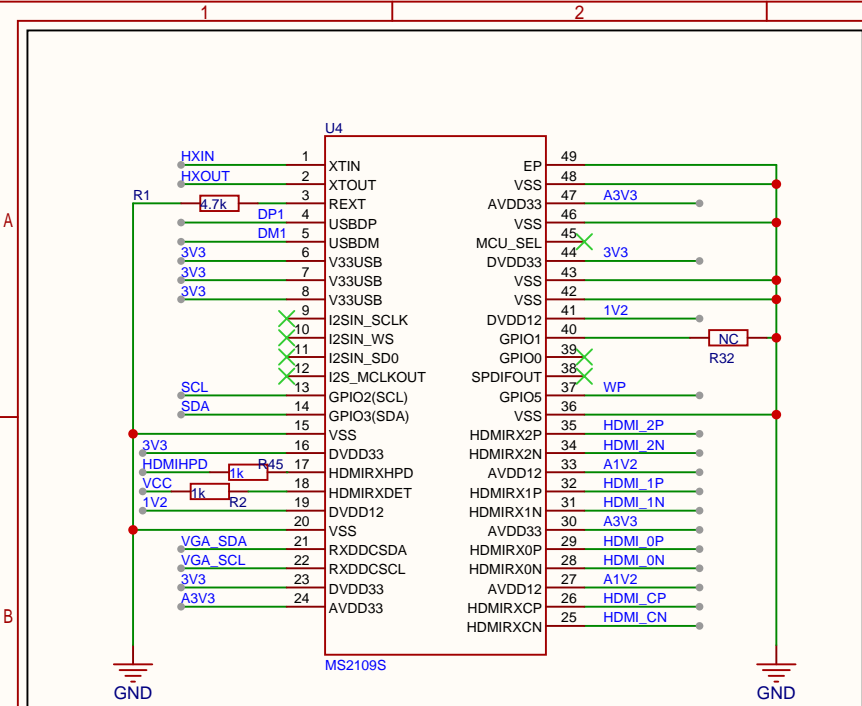 1 2
A
B
U4
HXIN 1 XTIN EP 49
HXOUT 2 XTOUT VSS 48
R1 4.7k 3 REXT AVDD33 47 A3V3
DP1 4 USBDP VSS 46
DM1 5 USBDM MCU_SEL 45
3V3 6 V33USB DVDD33 44 3V3
3V3 7 V33USB VSS 43
3V3 8 V33USB VSS 42
9 I2SIN_SCLK DVDD12 41 1V2
10 I2SIN_WS GPIO1 40 NC R32
11 I2SIN_SD0 GPIO0 39
12 I2S_MCLKOUT SPDIFOUT 38
SCL 13 GPIO2(SCL) GPIO5 37 WP
SDA 14 GPIO3(SDA) VSS 36
15 VSS HDMIRX2P 35 HDMI_2P
3V3 16 DVDD33 HDMIRX2N 34 HDMI_2N
HDMIHPD 1k R45 17 HDMIRXHPD AVDD12 33 A1V2
VCC 1k R2 18 HDMIRXDET HDMIRX1P 32 HDMI_1P
1V2 19 DVDD12 HDMIRX1N 31 HDMI_1N
20 VSS AVDD33 30 A3V3
VGA_SDA 21 RXDDCSDA HDMIRX0P 29 HDMI_0P
VGA_SCL 22 RXDDCSCL HDMIRX0N 28 HDMI_0N
3V3 23 DVDD33 AVDD12 27 A1V2
A3V3 24 AVDD33 HDMIRXCP 26 HDMI_CP
HDMIRXCN 25 HDMI_CN
MS2109S
GND GND